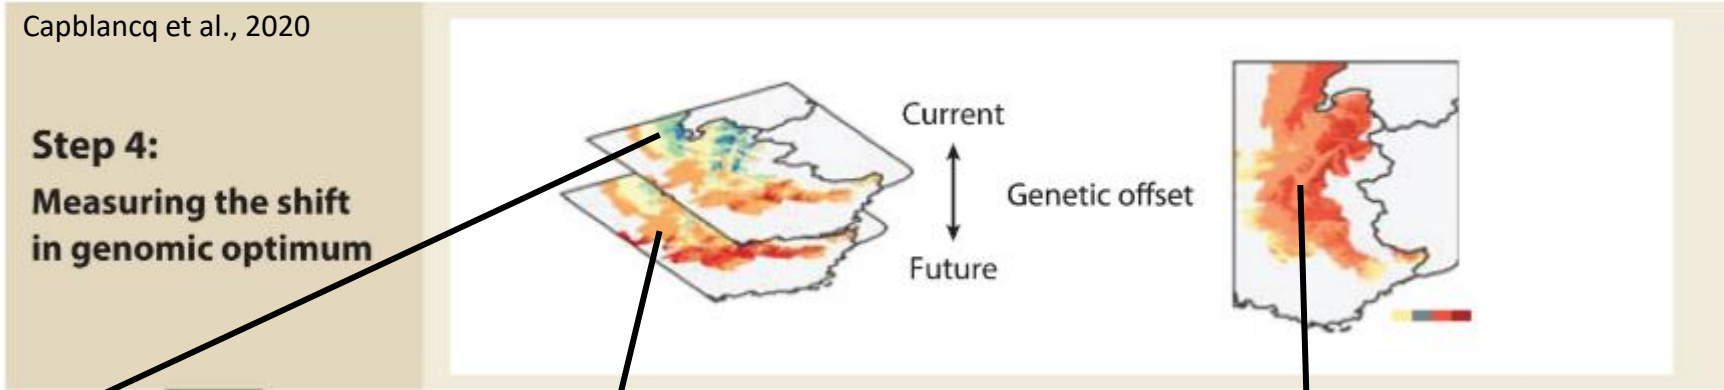 Capblancq et al., 2020
Step 4:
Measuring the shift
in genomic optimum
Current
Genetic offset
Future